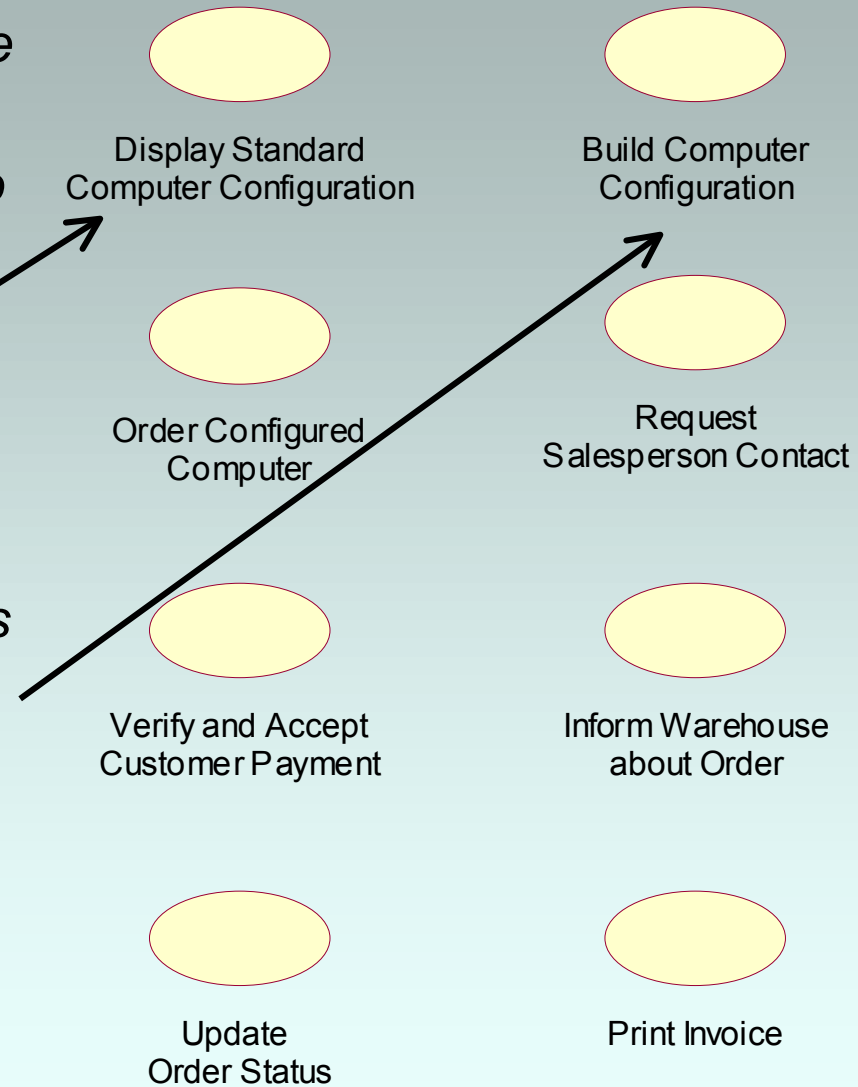 Display Standard
Computer Configuration
Build Computer
Configuration
Order Configured
Computer
Request
Salesperson Contact
Verify and Accept
Customer Payment
Inform Warehouse
about Order
Update
Order Status
Print Invoice